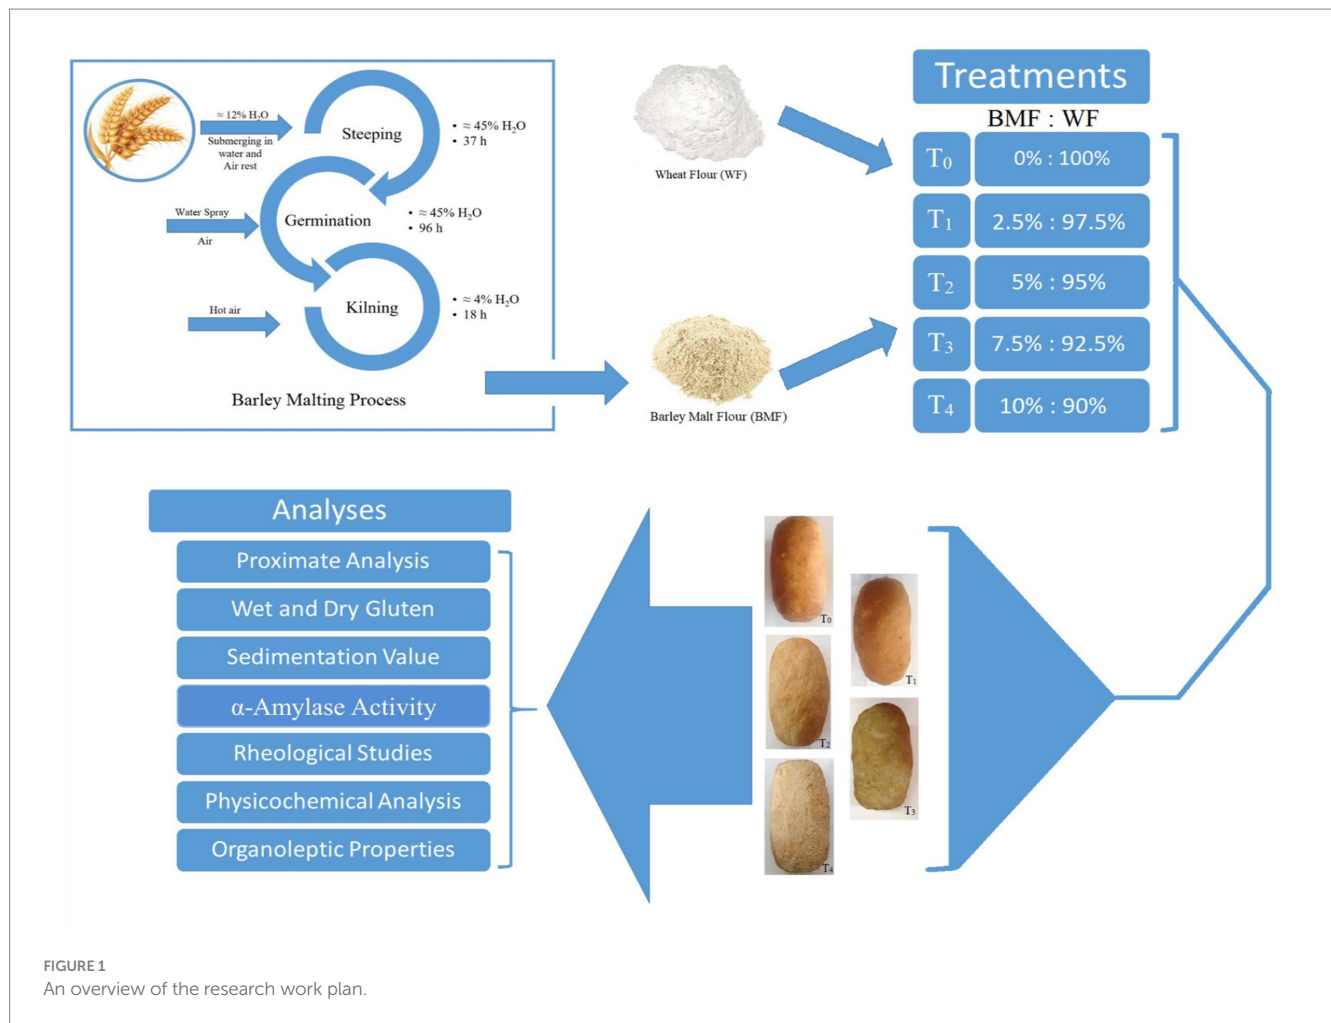 ≈ 12% H₂O
Submerging in
water and
Air rest
Steeping
• ≈ 45% H₂O
• 37 h
Water Spray
Air
Germination
• ≈ 45% H₂O
• 96 h
Hot air
Kilning
• ≈ 4% H₂O
• 18 h
Barley Malting Process
Wheat Flour (WF)
Barley Malt Flour (BMF)
Treatments
BMF : WF
T₀ 0% : 100%
T₁ 2.5% : 97.5%
T₂ 5% : 95%
T₃ 7.5% : 92.5%
T₄ 10% : 90%
Analyses
Proximate Analysis
Wet and Dry Gluten
Sedimentation Value
α-Amylase Activity
Rheological Studies
Physicochemical Analysis
Organoleptic Properties
T₀
T₁
T₂
T₃
T₄
FIGURE 1
An overview of the research work plan.